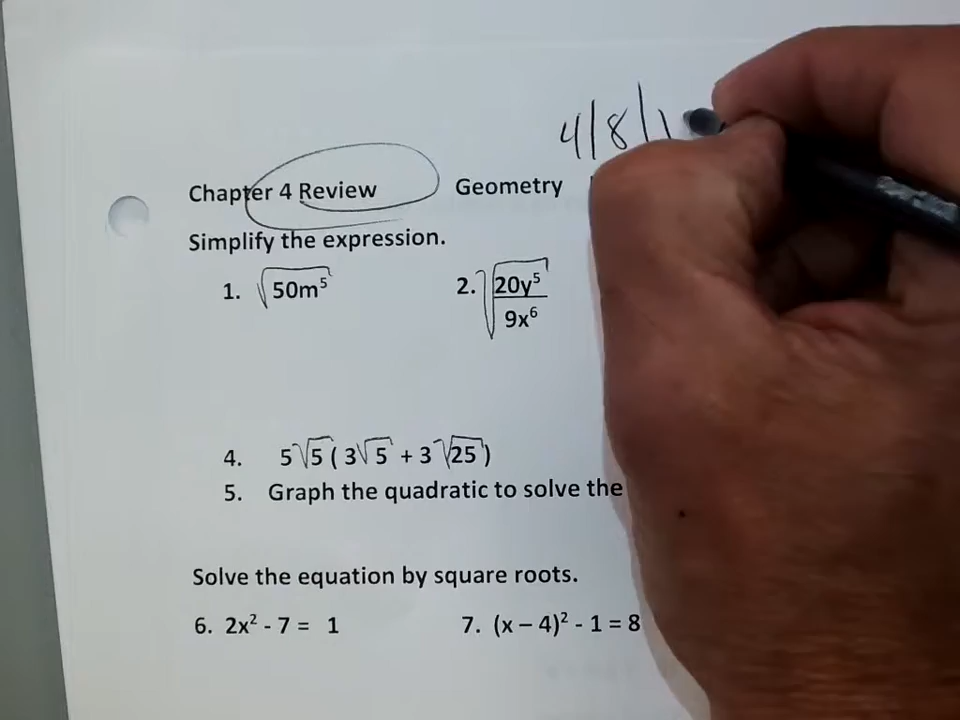 4/8/1
Chapter 4 Review Geometry
Simplify the expression.
1. √50m⁵ 2. √20y⁵/9x⁶
4. 5√5(3√5 + 3√25)
5. Graph the quadratic to solve the
Solve the equation by square roots.
6. 2x² - 7 = 1 7. (x – 4)² - 1 = 8